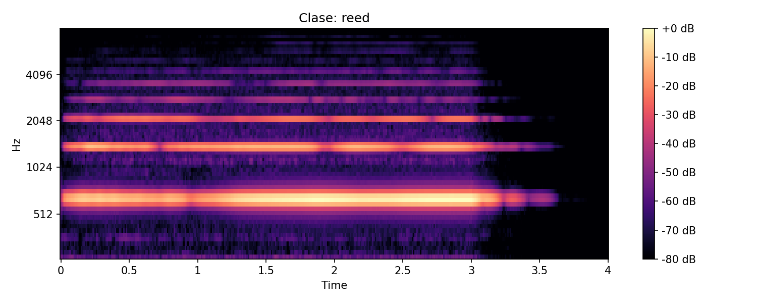 Clase: reed
+0 dB
-10 dB
-20 dB
-30 dB
-40 dB
-50 dB
-60 dB
-70 dB
-80 dB
Hz
4096
2048
1024
512
0 0.5 1 1.5 2 2.5 3 3.5 4
Time